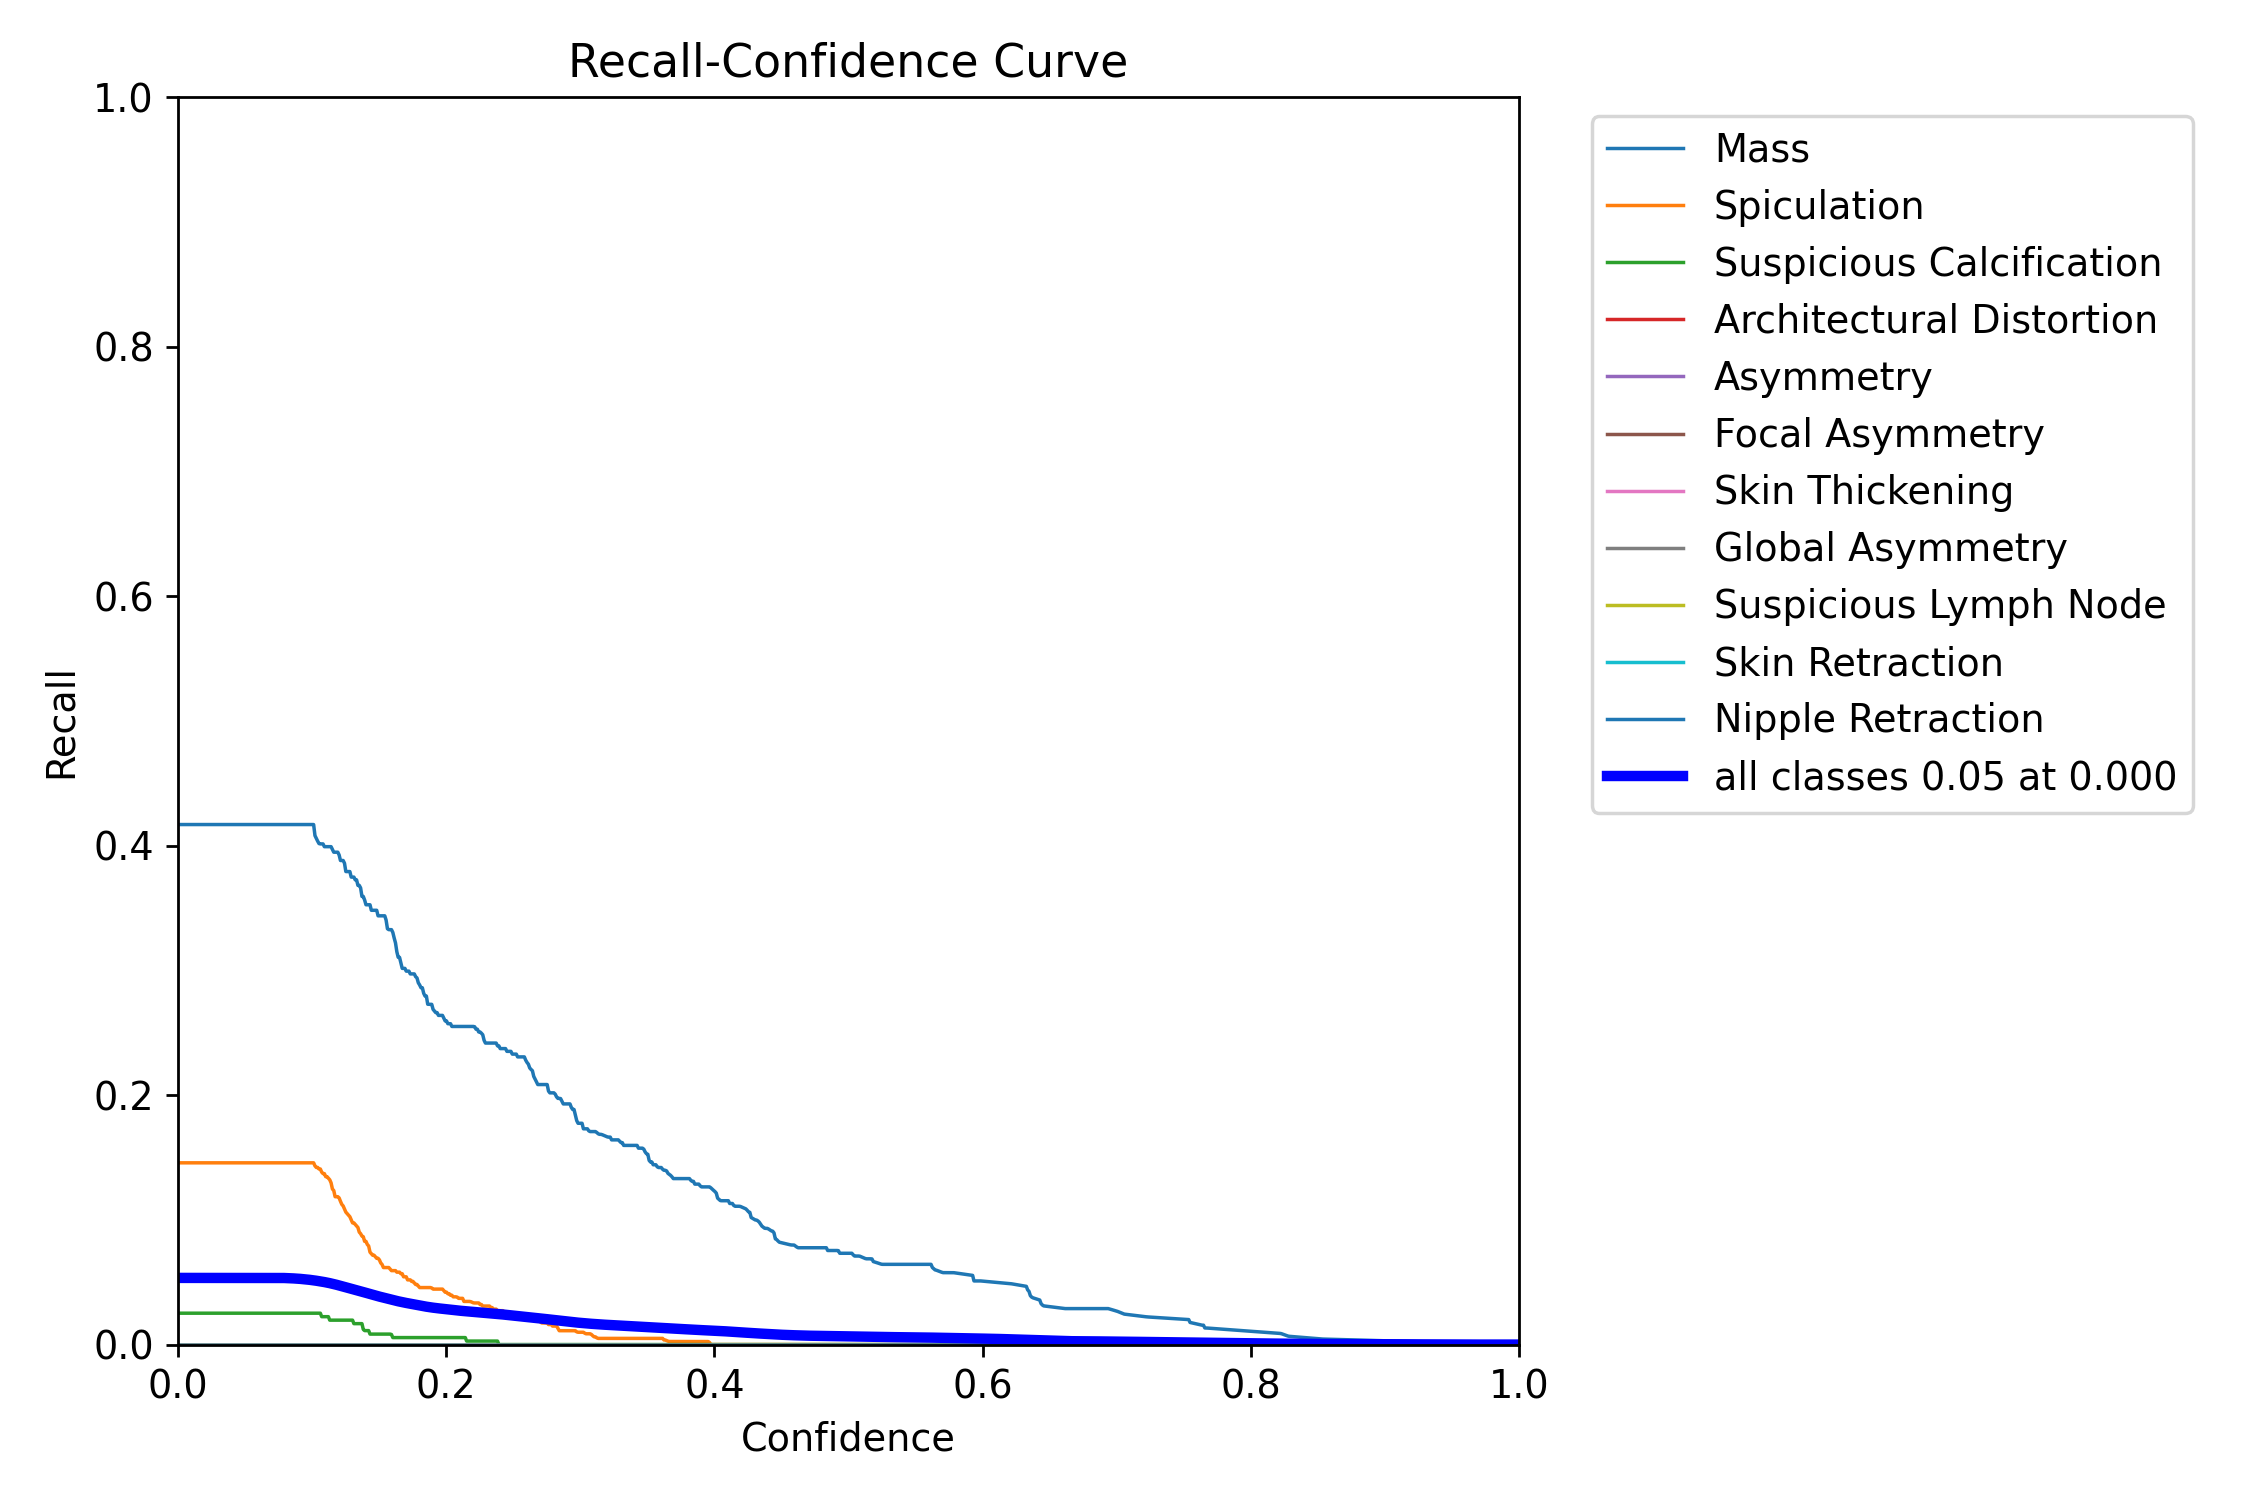 Recall-Confidence Curve
1.0
0.8
0.6
0.4
0.2
0.0
Recall
0.0 0.2 0.4 0.6 0.8 1.0
Confidence
Mass
Spiculation
Suspicious Calcification
Architectural Distortion
Asymmetry
Focal Asymmetry
Skin Thickening
Global Asymmetry
Suspicious Lymph Node
Skin Retraction
Nipple Retraction
all classes 0.05 at 0.000